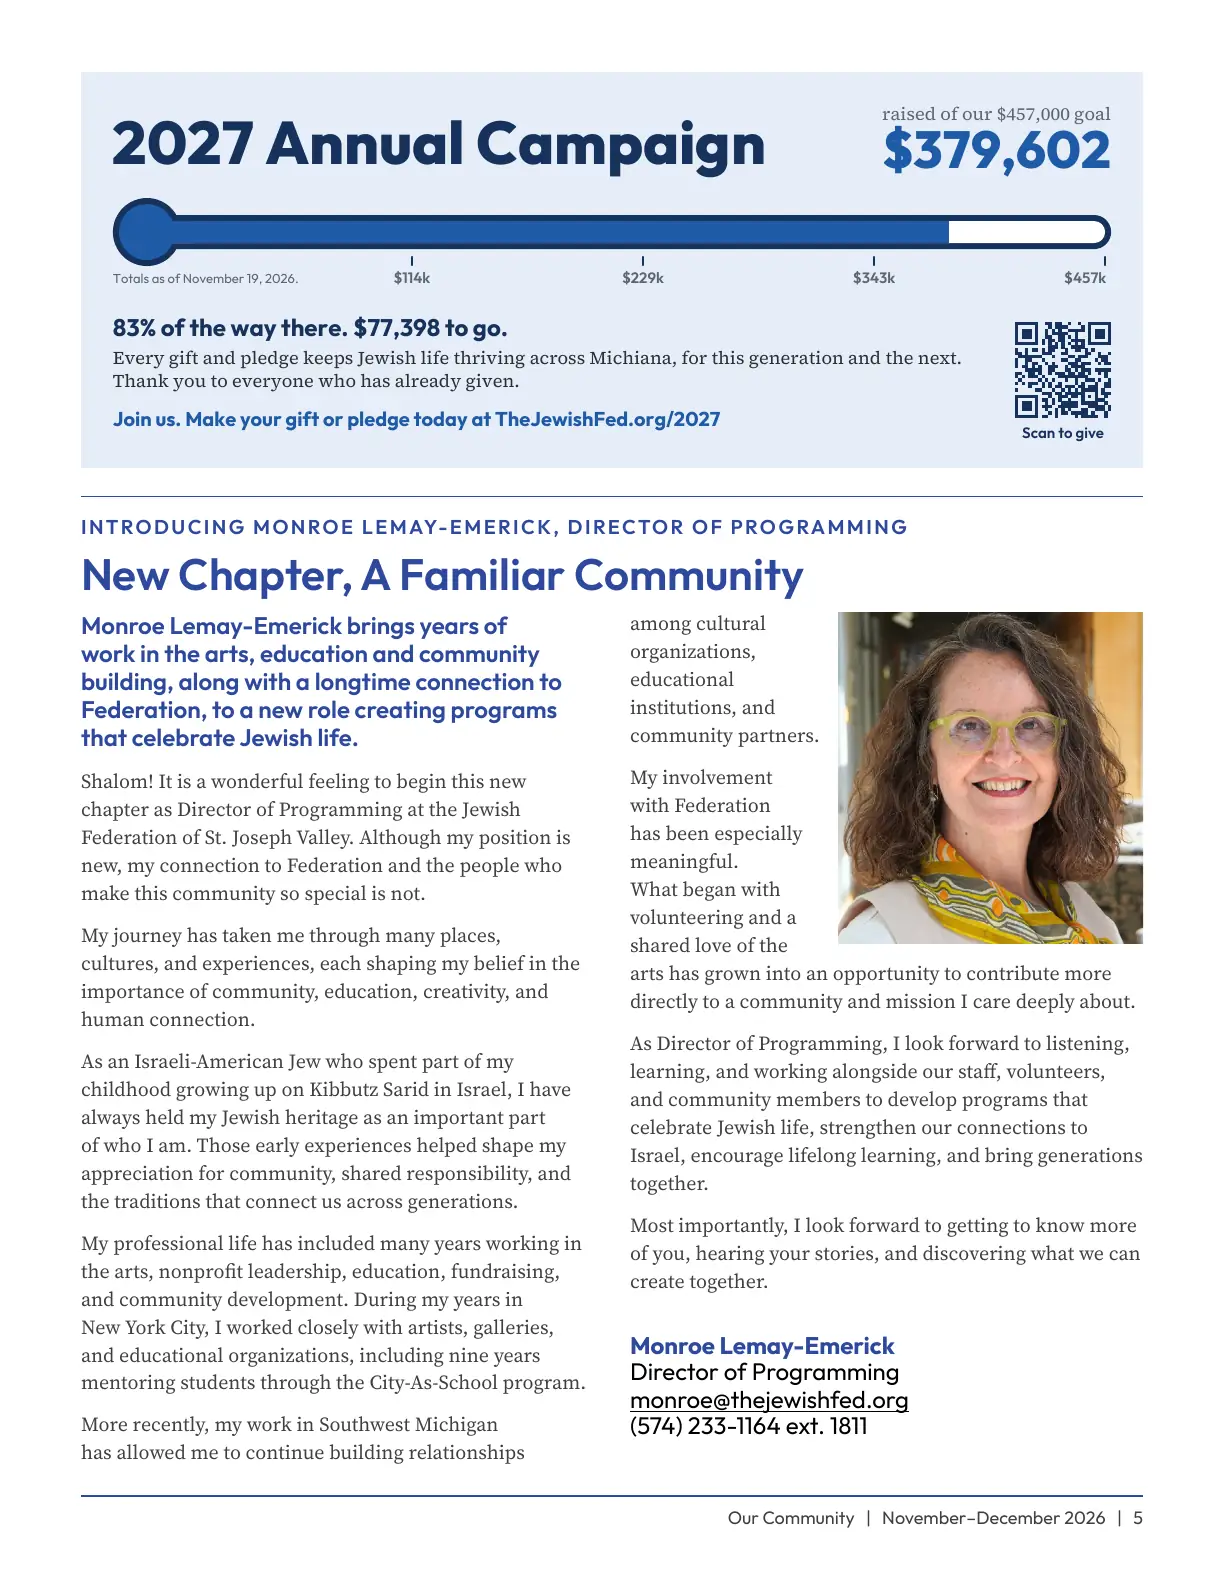 2027 Annual Campaign
raised of our $457,000 goal
$379,602
Totals as of November 19, 2026.
$114k
$229k
$343k
$457k
83% of the way there. $77,398 to go.
Every gift and pledge keeps Jewish life thriving across Michiana, for this generation and the next.
Thank you to everyone who has already given.
Join us. Make your gift or pledge today at TheJewishFed.org/2027
Scan to give
INTRODUCING MONROE LEMAY-EMERICK, DIRECTOR OF PROGRAMMING
New Chapter, A Familiar Community
Monroe Lemay-Emerick brings years of
work in the arts, education and community
building, along with a longtime connection to
Federation, to a new role creating programs
that celebrate Jewish life.
Shalom! It is a wonderful feeling to begin this new
chapter as Director of Programming at the Jewish
Federation of St. Joseph Valley. Although my position is
new, my connection to Federation and the people who
make this community so special is not.
My journey has taken me through many places,
cultures, and experiences, each shaping my belief in the
importance of community, education, creativity, and
human connection.
As an Israeli-American Jew who spent part of my
childhood growing up on Kibbutz Sarid in Israel, I have
always held my Jewish heritage as an important part
of who I am. Those early experiences helped shape my
appreciation for community, shared responsibility, and
the traditions that connect us across generations.
My professional life has included many years working in
the arts, nonprofit leadership, education, fundraising,
and community development. During my years in
New York City, I worked closely with artists, galleries,
and educational organizations, including nine years
mentoring students through the City-As-School program.
More recently, my work in Southwest Michigan
has allowed me to continue building relationships
among cultural
organizations,
educational
institutions, and
community partners.
My involvement
with Federation
has been especially
meaningful.
What began with
volunteering and a
shared love of the
arts has grown into an opportunity to contribute more
directly to a community and mission I care deeply about.
As Director of Programming, I look forward to listening,
learning, and working alongside our staff, volunteers,
and community members to develop programs that
celebrate Jewish life, strengthen our connections to
Israel, encourage lifelong learning, and bring generations
together.
Most importantly, I look forward to getting to know more
of you, hearing your stories, and discovering what we can
create together.
Monroe Lemay-Emerick
Director of Programming
monroe@thejewishfed.org
(574) 233-1164 ext. 1811
Our Community | November–December 2026 | 5